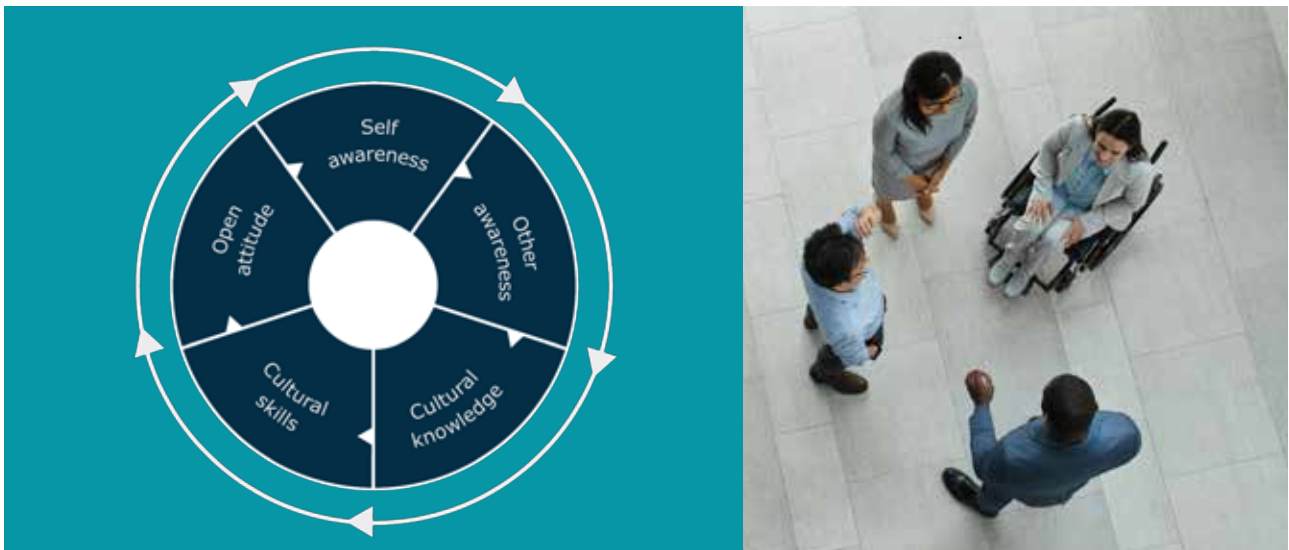 Self
awareness
Other
awareness
Cultural
knowledge
Cultural
skills
Open
attitude